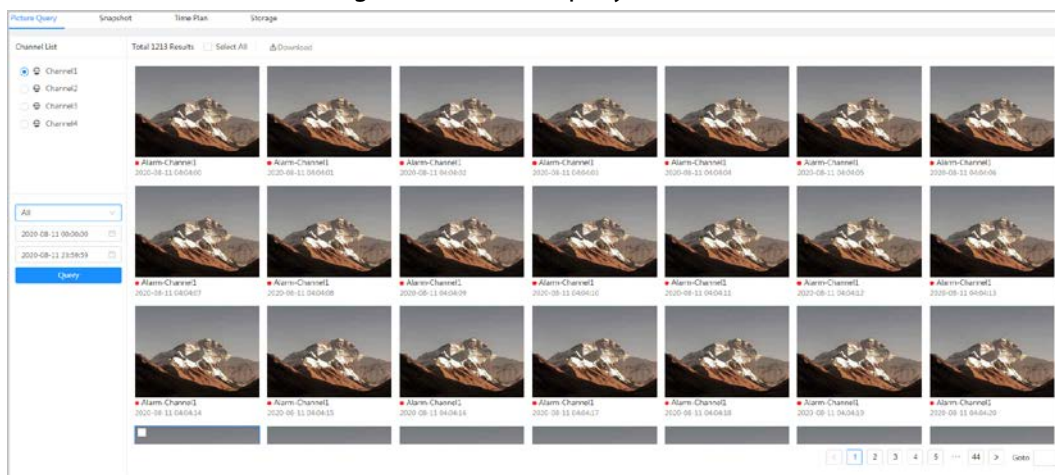 Picture Query Snapshot Time Plan Storage
Channel List Total 1213 Results Select All Download
Channel1
Channel2
Channel3
Channel4
Alarm-Channel1 Alarm-Channel1 Alarm-Channel1 Alarm-Channel1 Alarm-Channel1 Alarm-Channel1 Alarm-Channel1
2020-08-11 04:04:00 2020-08-11 04:04:01 2020-08-11 04:04:02 2020-08-11 04:04:03 2020-08-11 04:04:04 2020-08-11 04:04:05 2020-08-11 04:04:06
All
2020-08-11 00:00:00
2020-08-11 23:59:59
Query
Alarm-Channel1 Alarm-Channel1 Alarm-Channel1 Alarm-Channel1 Alarm-Channel1 Alarm-Channel1 Alarm-Channel1
2020-08-11 04:04:07 2020-08-11 04:04:08 2020-08-11 04:04:09 2020-08-11 04:04:10 2020-08-11 04:04:11 2020-08-11 04:04:12 2020-08-11 04:04:13
Alarm-Channel1 Alarm-Channel1 Alarm-Channel1 Alarm-Channel1 Alarm-Channel1 Alarm-Channel1 Alarm-Channel1
2020-08-11 04:04:14 2020-08-11 04:04:15 2020-08-11 04:04:16 2020-08-11 04:04:17 2020-08-11 04:04:18 2020-08-11 04:04:19 2020-08-11 04:04:20
< 1 2 3 4 5 ··· 44 > Goto